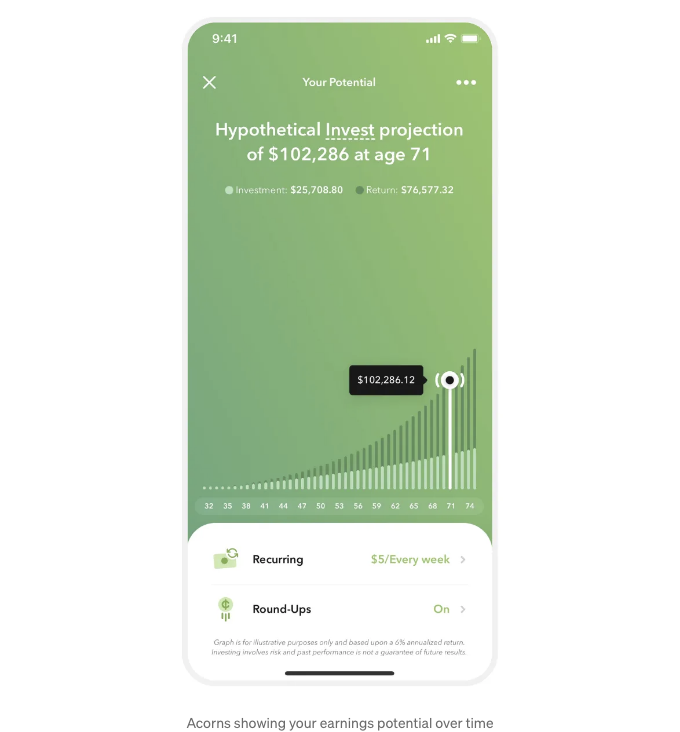 9:41
Your Potential
Hypothetical Invest projection
of $102,286 at age 71
Investment: $25,708.80 Return: $76,577.32
$102,286.12
32 35 38 41 44 47 50 53 56 59 62 65 68 71 74
Recurring $5/Every week
Round-Ups On
Graph is for illustrative purposes only and based upon a 6% annualized return.
Investing involves risk and past performance is not a guarantee of future results.
Acorns showing your earnings potential over time